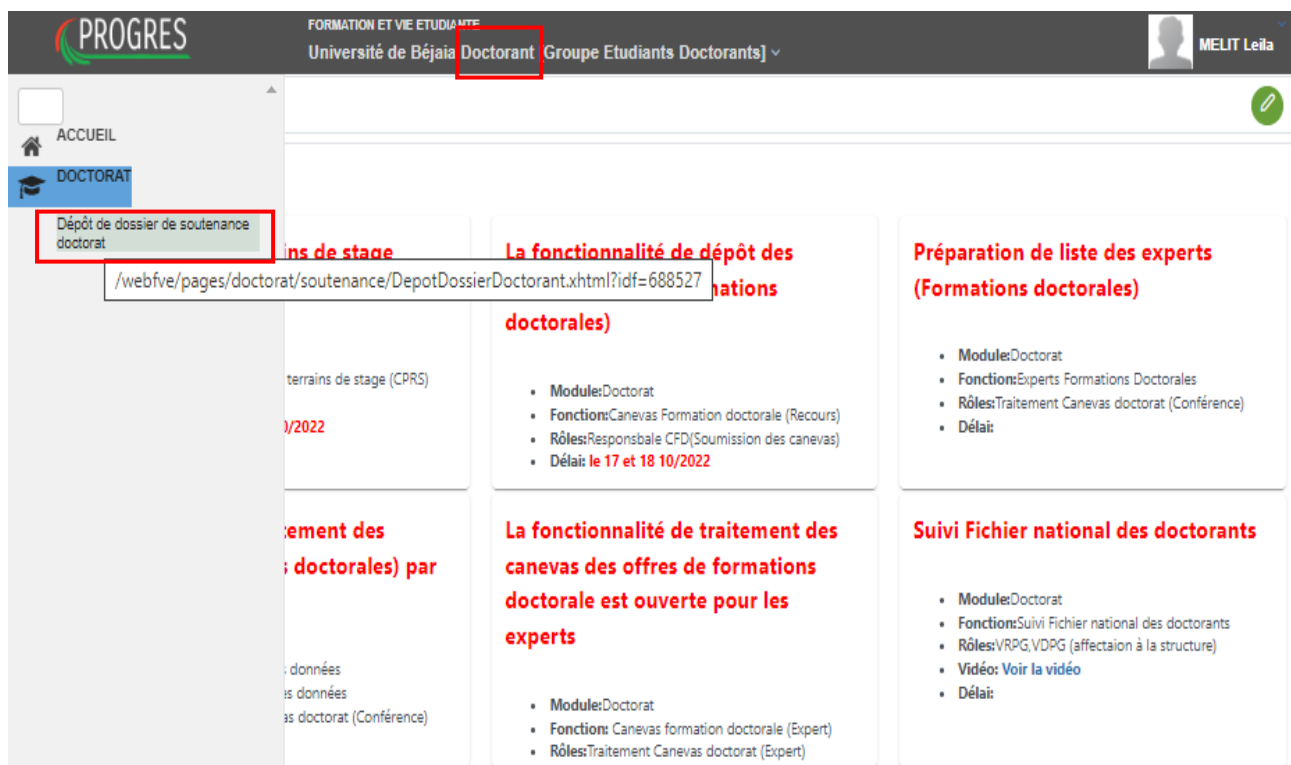 PROGRES
FORMATION ET VIE ETUDIANTE
Université de Béjaia Doctorant [Groupe Etudiants Doctorants]
MELIT Leila
ACCUEIL
DOCTORAT
Dépôt de dossier de soutenance
doctorat
/webfve/pages/doctorat/soutenance/DepotDossierDoctorant.xhtml?idf=688527
ns de stage
terrains de stage (CPRS)
0/2022
La fonctionnalité de dépôt des
mations
doctorales)
• Module:Doctorat
• Fonction:Canevas Formation doctorale (Recours)
• Rôles:Responsbale CFD(Soumission des canevas)
• Délai: le 17 et 18 10/2022
Préparation de liste des experts
(Formations doctorales)
• Module:Doctorat
• Fonction:Experts Formations Doctorales
• Rôles:Traitement Canevas doctorat (Conférence)
• Délai:
tement des
s doctorales) par
données
es données
as doctorat (Conférence)
La fonctionnalité de traitement des
canevas des offres de formations
doctorale est ouverte pour les
experts
• Module:Doctorat
• Fonction: Canevas formation doctorale (Expert)
• Rôles:Traitement Canevas doctorat (Expert)
Suivi Fichier national des doctorants
• Module:Doctorat
• Fonction:Suivi Fichier national des doctorants
• Rôles:VRPG,VDPG (affectaion à la structure)
• Vidéo: Voir la vidéo
• Délai: